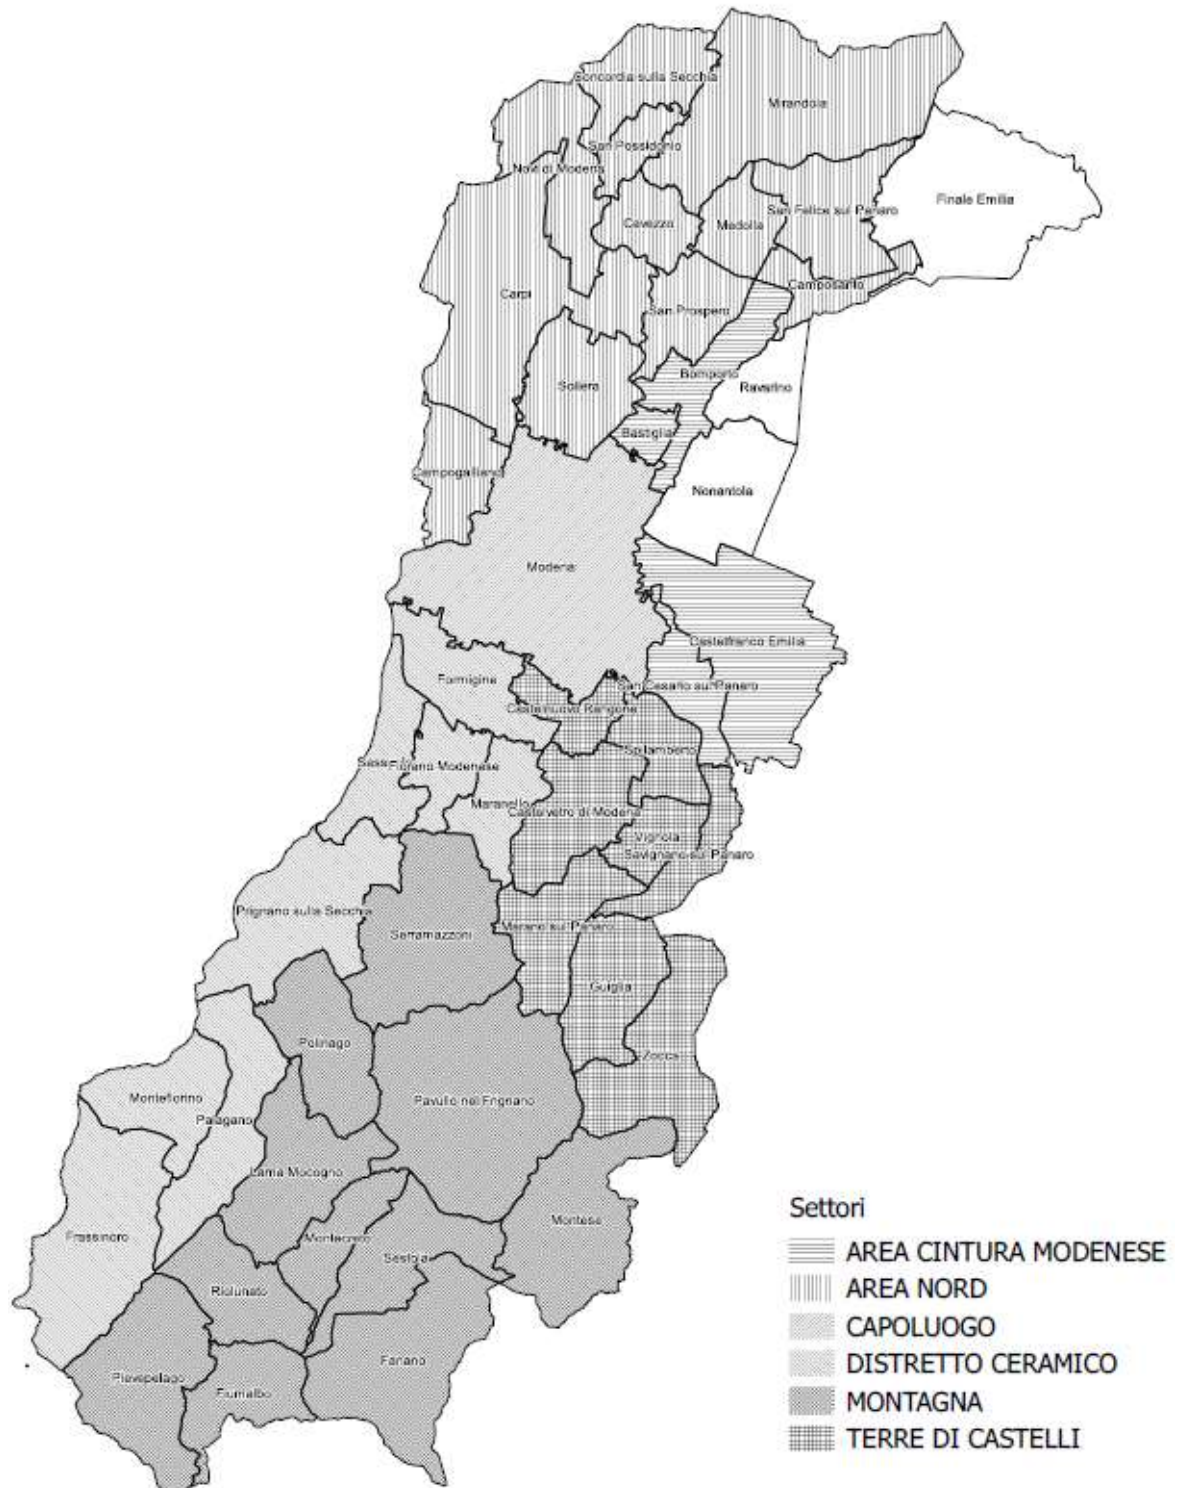 Concordia sulla Secchia
Mirandola
San Possidonio
Novi di Modena
Finale Emilia
San Felice sul Panaro
Cavezzo
Medolla
Camposanto
Carpi
San Prospero
Bomporto
Ravarino
Soliera
Bastiglia
Campogalliano
Nonantola
Modena
Castelfranco Emilia
Formigine
San Cesario sul Panaro
Castelnuovo Rangone
Spilamberto
Fiorano Modenese
Maranello
Castelvetro di Modena
Vignola
Savignano sul Panaro
Prignano sulla Secchia
Marano sul Panaro
Serramazzoni
Guiglia
Polinago
Zocca
Montefiorino
Pavullo nel Frignano
Palagano
Lama Mocogno
Montese
Frassinoro
Montecreto
Sestola
Riolunato
Fanano
Pievepelago
Fiumalbo
Settori
AREA CINTURA MODENESE
AREA NORD
CAPOLUOGO
DISTRETTO CERAMICO
MONTAGNA
TERRE DI CASTELLI